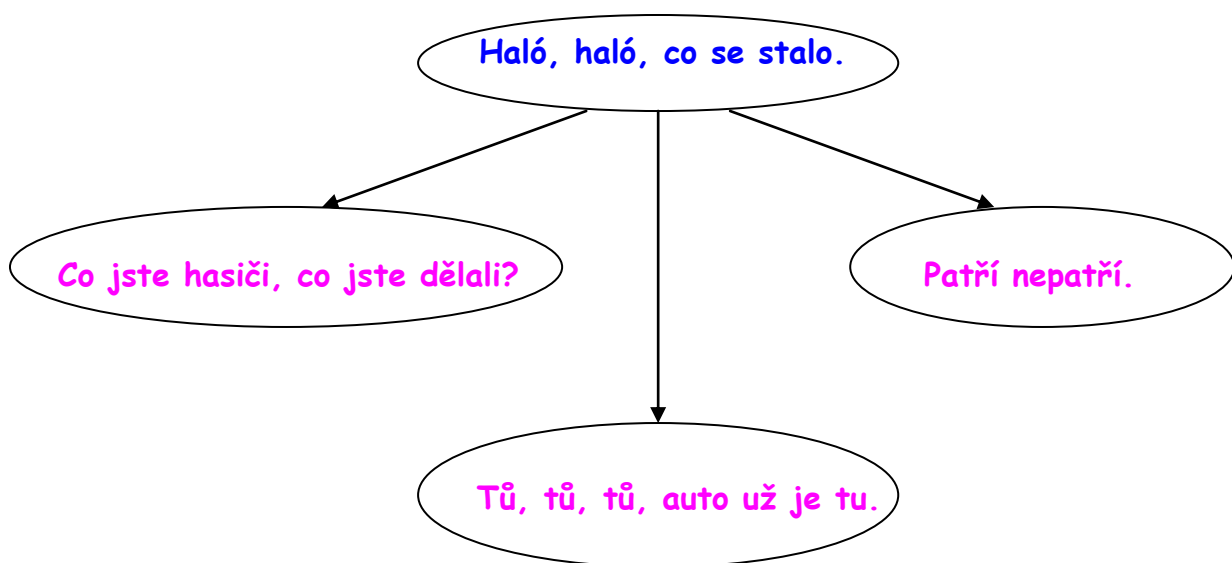 Haló, haló, co se stalo.
Co jste hasiči, co jste dělali?
Patří nepatří.
Tů, tů, tů, auto už je tu.